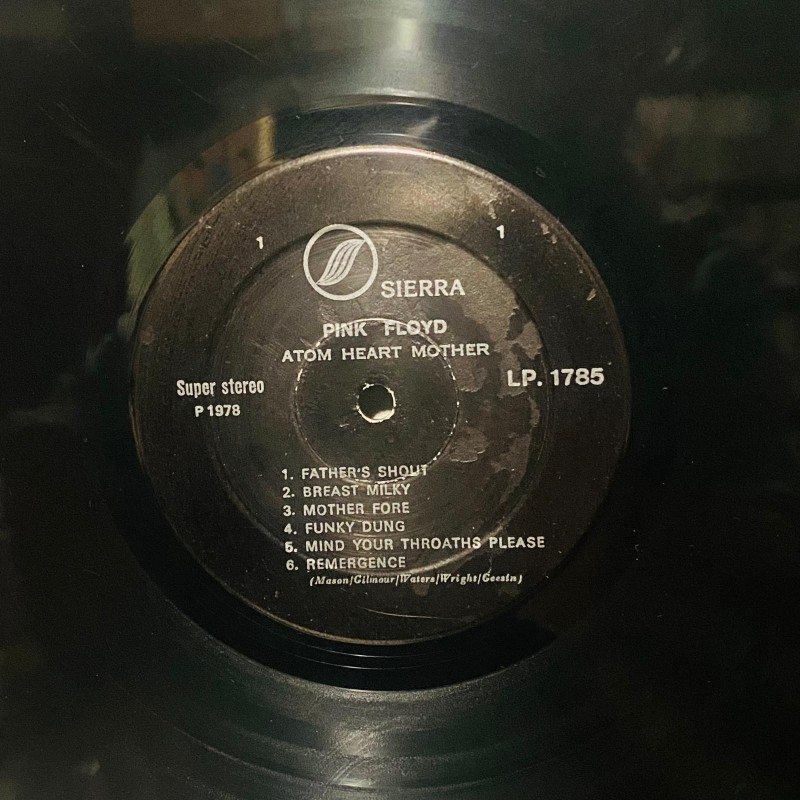 1 1
SIERRA
PINK FLOYD
ATOM HEART MOTHER
Super stereo LP. 1785
P 1978
1. FATHER'S SHOUT
2. BREAST MILKY
3. MOTHER FORE
4. FUNKY DUNG
5. MIND YOUR THROATHS PLEASE
6. REMERGENCE
(Mason/Gilmour/Waters/Wright/Geesin)